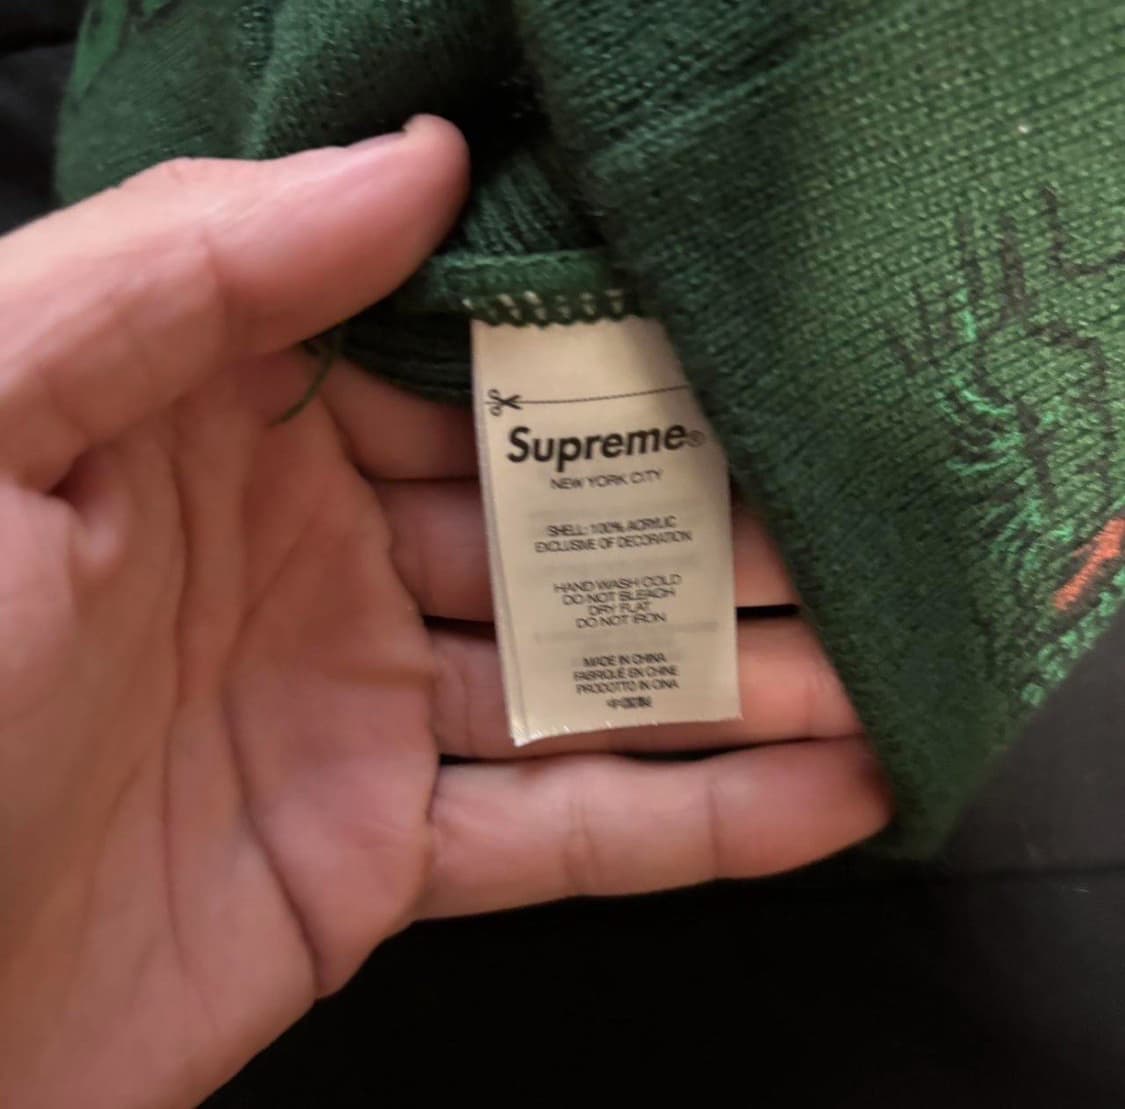 Supreme®
NEW YORK CITY
SHELL: 100% ACRYLIC
EXCLUSIVE OF DECORATION
HAND WASH COLD
DO NOT BLEACH
DRY FLAT
DO NOT IRON
MADE IN CHINA
FABRIQUÉ EN CHINE
PRODOTTO IN CINA